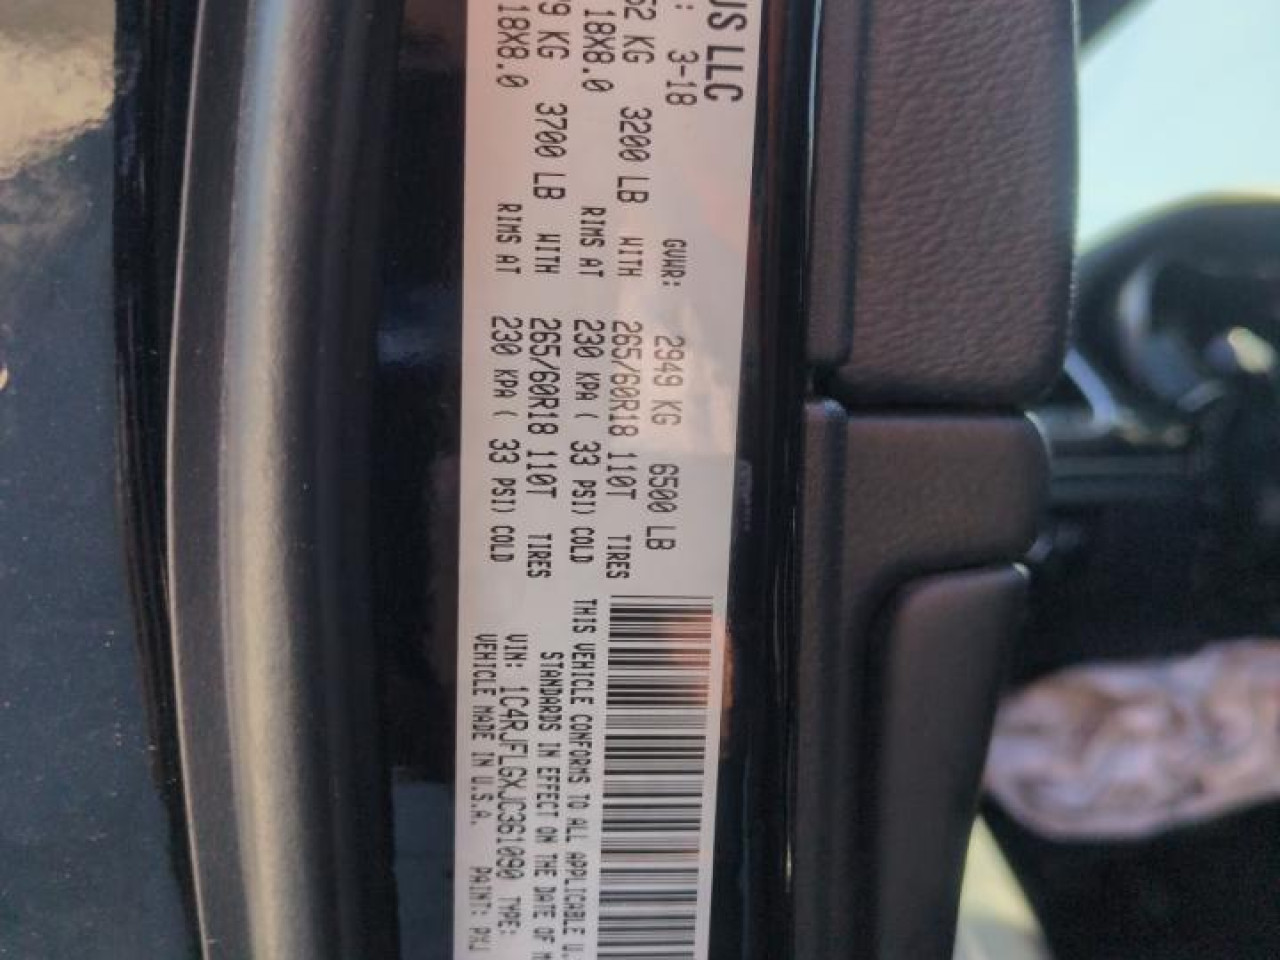 US LLC
: 3-18 GVWR: 2949 KG 6500 LB
52 KG 3200 LB WITH 265/60R18 110T TIRES
18X8.0 RIMS AT 230 KPA ( 33 PSI) COLD
9 KG 3700 LB WITH 265/60R18 110T TIRES
18X8.0 RIMS AT 230 KPA ( 33 PSI) COLD
THIS VEHICLE CONFORMS TO ALL APPLICABLE U.
STANDARDS IN EFFECT ON THE DATE OF M
VIN: 1C4RJFLGXJC361090 TYPE:
VEHICLE MADE IN U.S.A. PAINT: PXJ